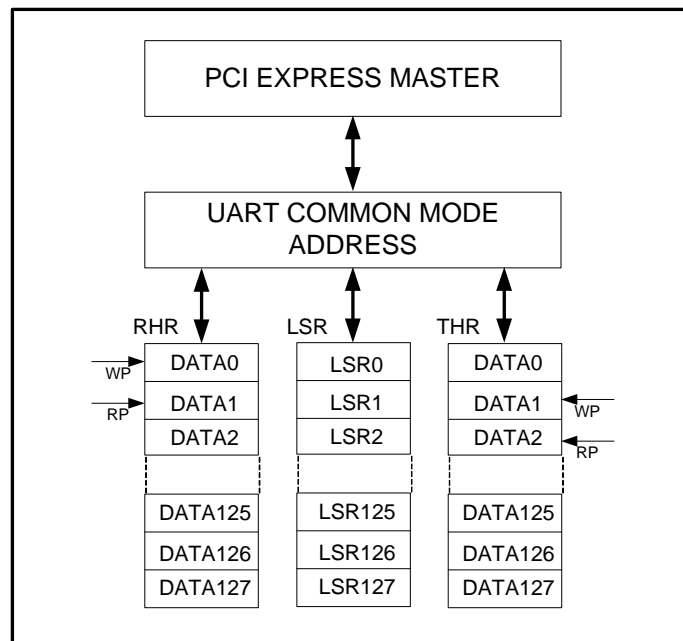 PCI EXPRESS MASTER
UART COMMON MODE
ADDRESS
RHR LSR THR
DATA0 LSR0 DATA0
WP
DATA1 LSR1 DATA1
RP WP
DATA2 LSR2 DATA2
RP
DATA125 LSR125 DATA125
DATA126 LSR126 DATA126
DATA127 LSR127 DATA127